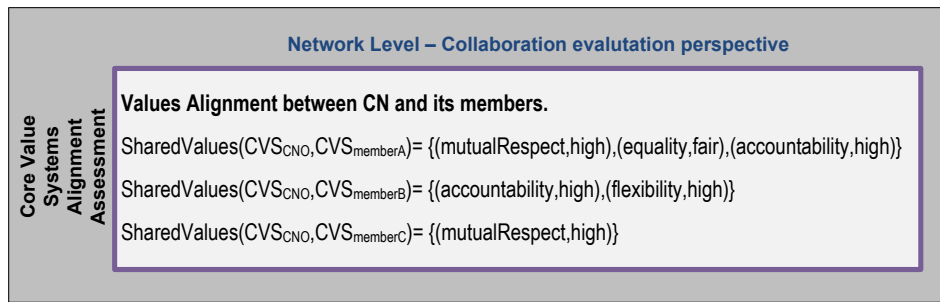 Network Level – Collaboration evalutation perspective
Core Value
Systems
Alignment
Assessment
Values Alignment between CN and its members.
SharedValues(CVSCNO,CVSmemberA)= {(mutualRespect,high),(equality,fair),(accountability,high)}
SharedValues(CVSCNO,CVSmemberB)= {(accountability,high),(flexibility,high)}
SharedValues(CVSCNO,CVSmemberC)= {(mutualRespect,high)}